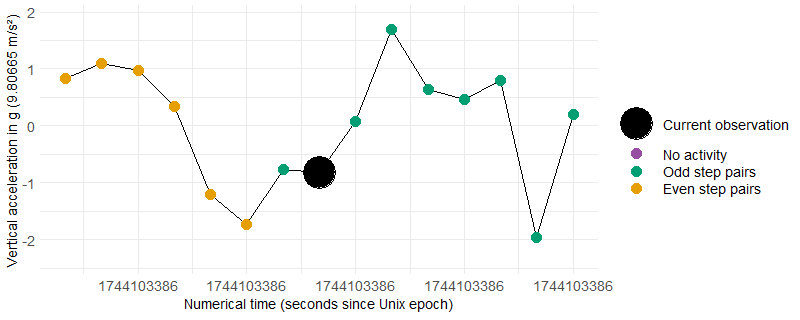 Vertical acceleration in g (9.80665 m/s²)
2
1
0
-1
-2
1744103386 1744103386 1744103386 1744103386 1744103386
Numerical time (seconds since Unix epoch)
Current observation
No activity
Odd step pairs
Even step pairs